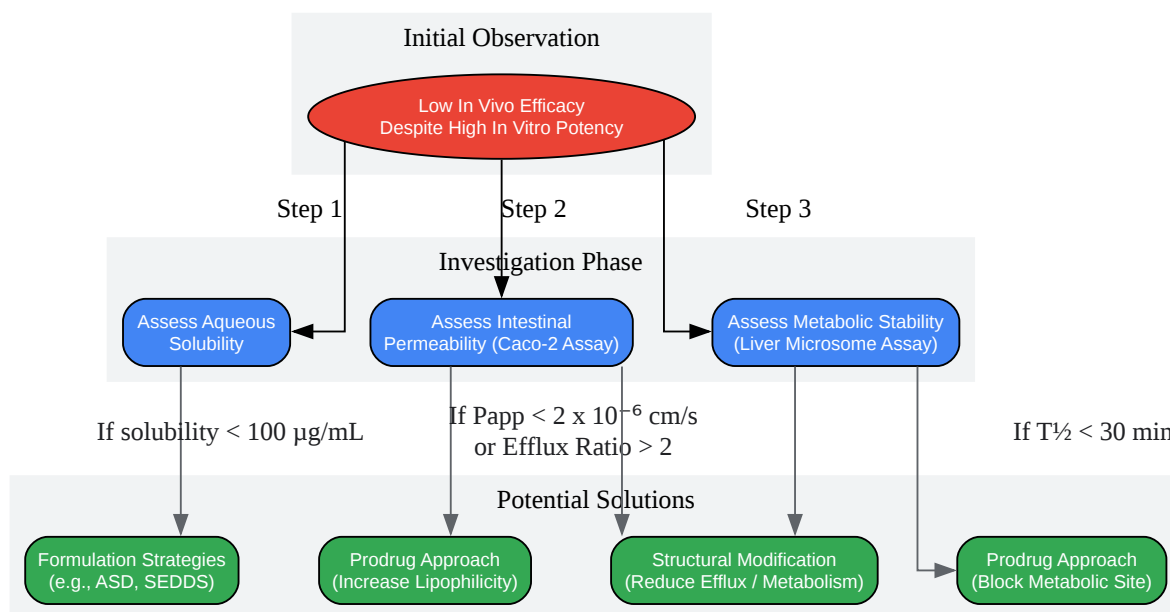 Initial Observation
Low In Vivo Efficacy
Despite High In Vitro Potency
Step 1
Step 2
Step 3
Investigation Phase
Assess Aqueous
Solubility
Assess Intestinal
Permeability (Caco-2 Assay)
Assess Metabolic Stability
(Liver Microsome Assay)
If solubility < 100 µg/mL
If Papp < 2 x 10⁻⁶ cm/s
or Efflux Ratio > 2
If T½ < 30 min
Potential Solutions
Formulation Strategies
(e.g., ASD, SEDDS)
Prodrug Approach
(Increase Lipophilicity)
Structural Modification
(Reduce Efflux / Metabolism)
Prodrug Approach
(Block Metabolic Site)